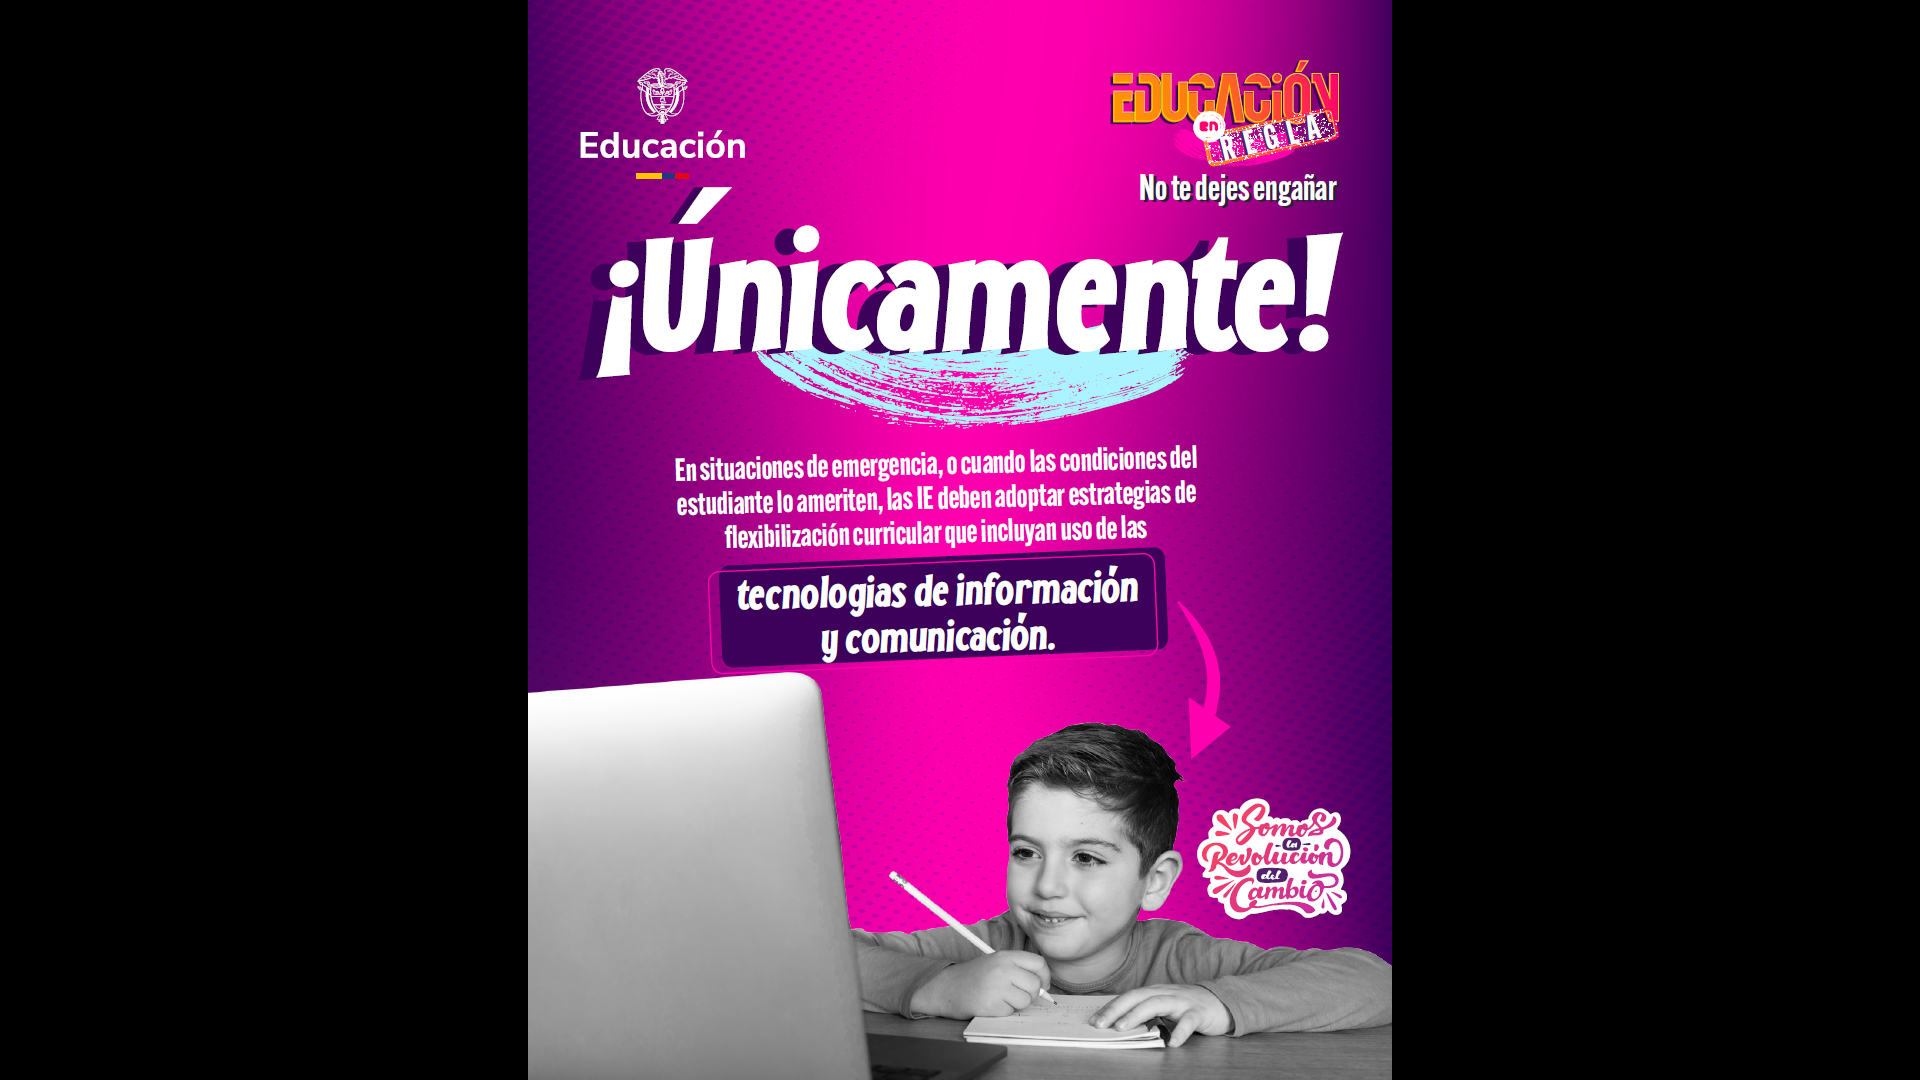 Educación
EDUCACIÓN
en
REGLA
No te dejes engañar
¡Únicamente!
En situaciones de emergencia, o cuando las condiciones del
estudiante lo ameriten, las IE deben adoptar estrategias de
flexibilización curricular que incluyan uso de las
tecnologias de información
y comunicación.
Somos
la
Revolución
del
Cambio